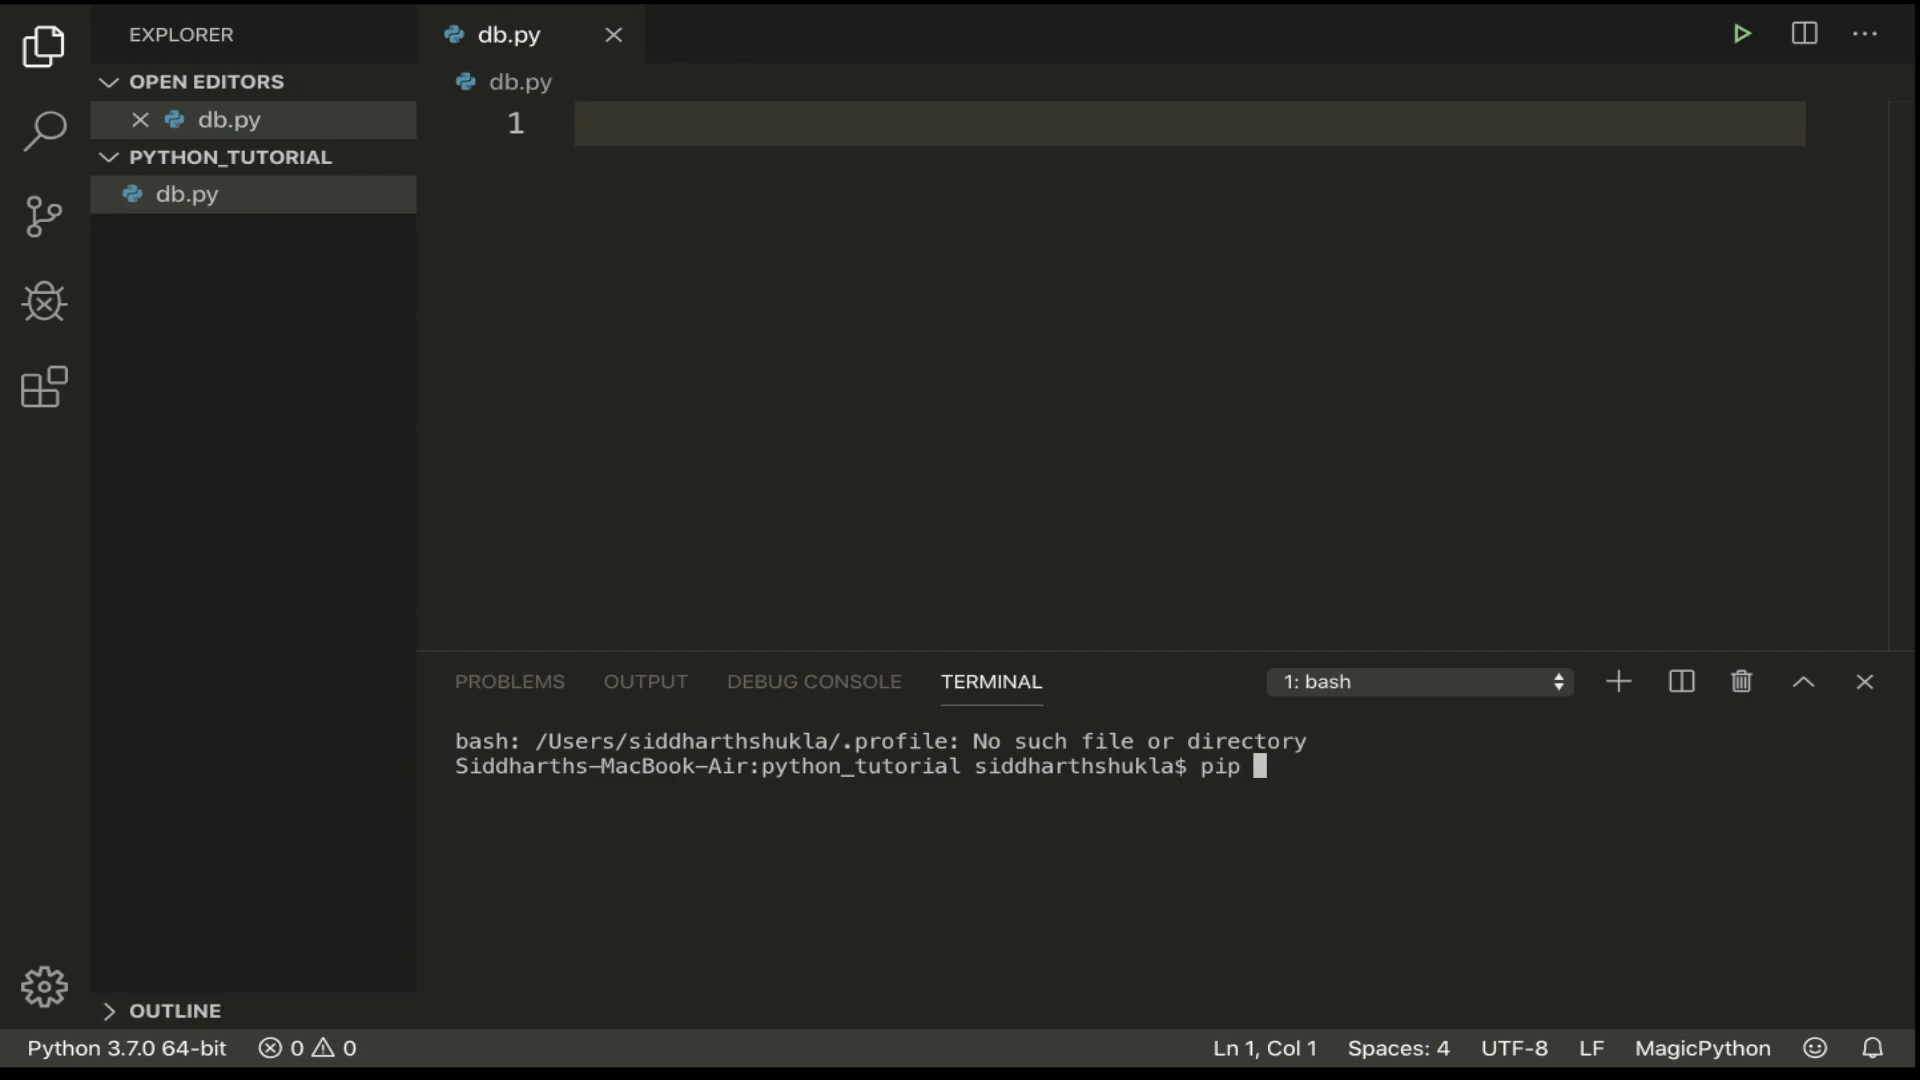 EXPLORER
OPEN EDITORS
db.py
PYTHON_TUTORIAL
db.py
OUTLINE
db.py
db.py
1
PROBLEMS OUTPUT DEBUG CONSOLE TERMINAL 1: bash
bash: /Users/siddharthshukla/.profile: No such file or directory
Siddharths-MacBook-Air:python_tutorial siddharthshukla$ pip
Python 3.7.0 64-bit 0 0 Ln 1, Col 1 Spaces: 4 UTF-8 LF MagicPython